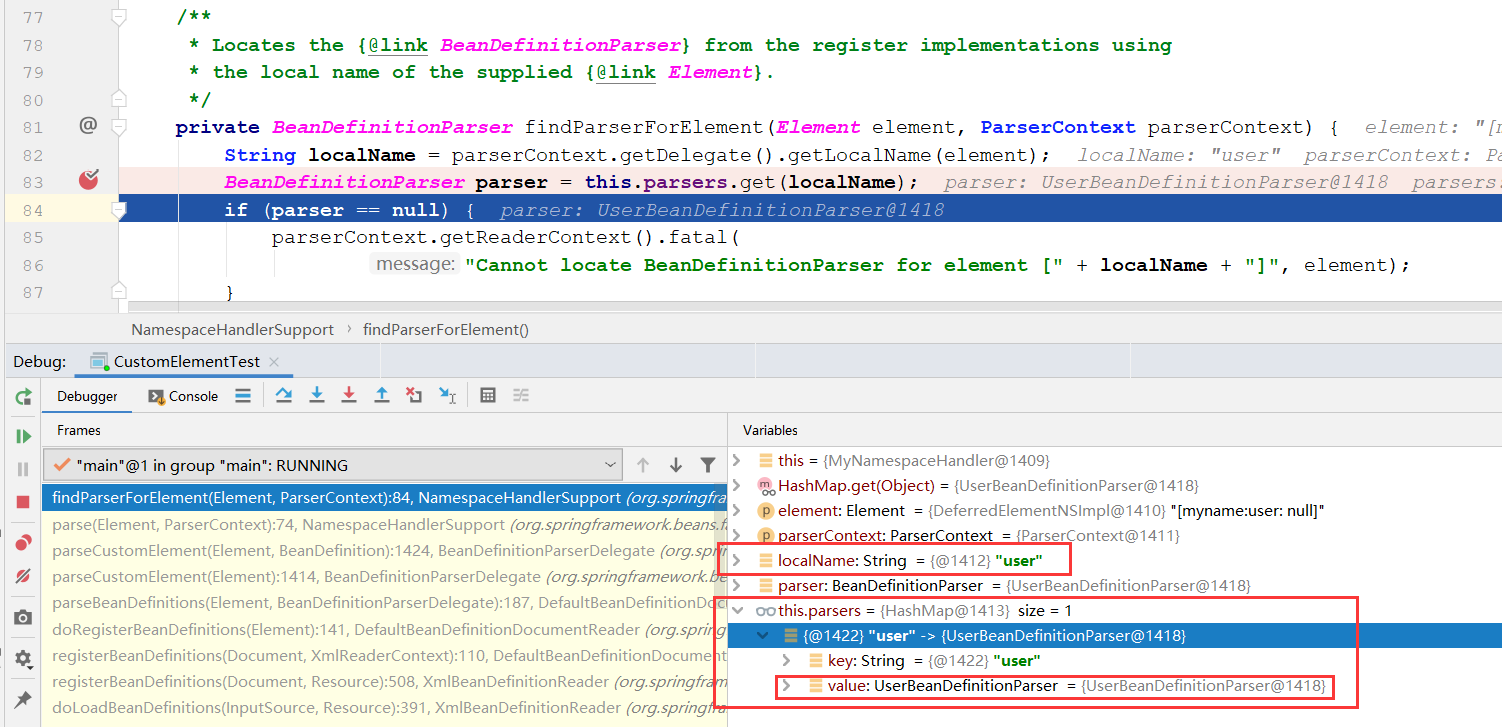 77 /**
78 * Locates the {@link BeanDefinitionParser} from the register implementations using
79 * the local name of the supplied {@link Element}.
80 */
81 @ private BeanDefinitionParser findParserForElement(Element element, ParserContext parserContext) { element: "[m
82 String localName = parserContext.getDelegate().getLocalName(element); localName: "user" parserContext: Pa
83 BeanDefinitionParser parser = this.parsers.get(localName); parser: UserBeanDefinitionParser@1418 parsers:
84 if (parser == null) { parser: UserBeanDefinitionParser@1418
85 parserContext.getReaderContext().fatal(
86 message: "Cannot locate BeanDefinitionParser for element [" + localName + "]", element);
87 }
NamespaceHandlerSupport › findParserForElement()
Debug: CustomElementTest
Debugger Console
Frames
"main"@1 in group "main": RUNNING
findParserForElement(Element, ParserContext):84, NamespaceHandlerSupport (org.springfram
parse(Element, ParserContext):74, NamespaceHandlerSupport (org.springframework.beans.fa
parseCustomElement(Element, BeanDefinition):1424, BeanDefinitionParserDelegate (org.sprin
parseCustomElement(Element):1414, BeanDefinitionParserDelegate (org.springframework.be
parseBeanDefinitions(Element, BeanDefinitionParserDelegate):187, DefaultBeanDefinitionDoc
doRegisterBeanDefinitions(Element):141, DefaultBeanDefinitionDocumentReader (org.spring
registerBeanDefinitions(Document, XmlReaderContext):110, DefaultBeanDefinitionDocument
registerBeanDefinitions(Document, Resource):508, XmlBeanDefinitionReader (org.springfram
doLoadBeanDefinitions(InputSource, Resource):391, XmlBeanDefinitionReader (org.springfra
Variables
this = {MyNamespaceHandler@1409}
HashMap.get(Object) = {UserBeanDefinitionParser@1418}
element: Element = {DeferredElementNSImpl@1410} "[myname:user: null]"
parserContext: ParserContext = {ParserContext@1411}
localName: String = {@1412} "user"
parser: BeanDefinitionParser = {UserBeanDefinitionParser@1418}
this.parsers = {HashMap@1413} size = 1
{@1422} "user" -> {UserBeanDefinitionParser@1418}
key: String = {@1422} "user"
value: UserBeanDefinitionParser = {UserBeanDefinitionParser@1418}